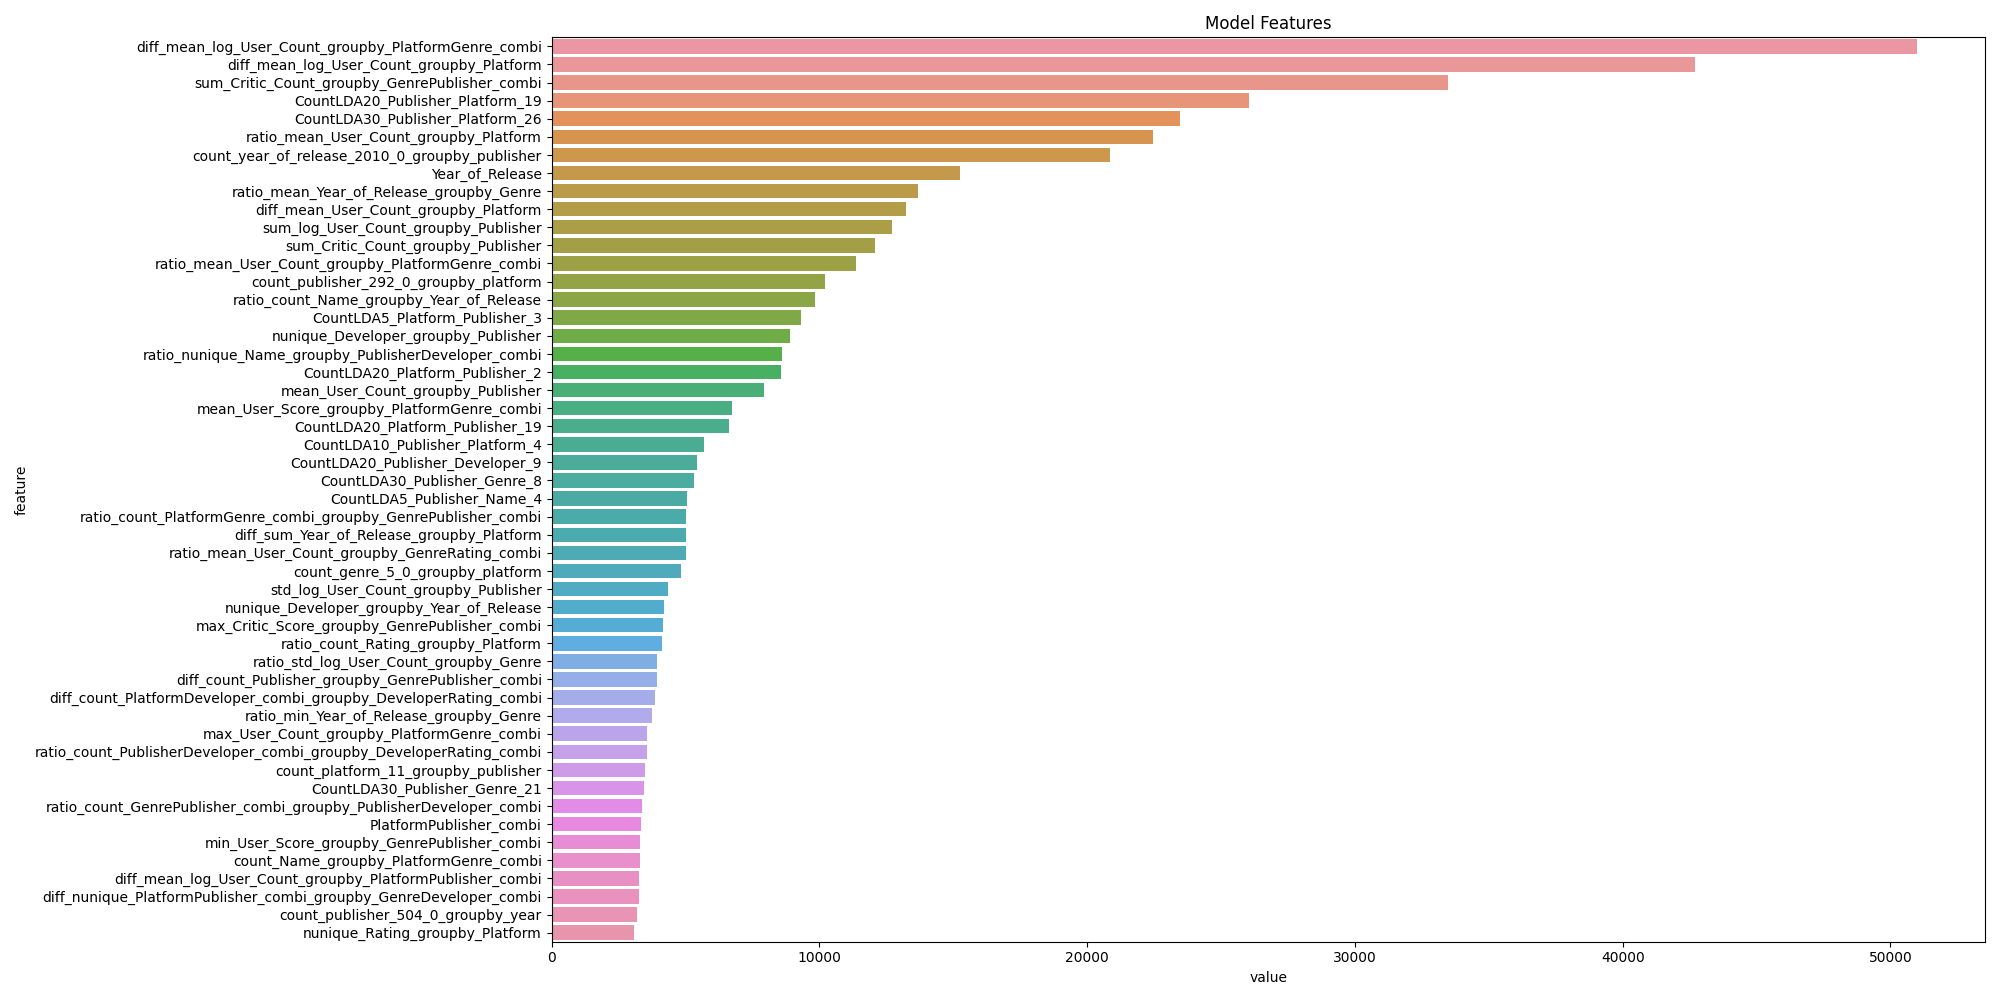 Model Features
diff_mean_log_User_Count_groupby_PlatformGenre_combi
diff_mean_log_User_Count_groupby_Platform
sum_Critic_Count_groupby_GenrePublisher_combi
CountLDA20_Publisher_Platform_19
CountLDA30_Publisher_Platform_26
ratio_mean_User_Count_groupby_Platform
count_year_of_release_2010_0_groupby_publisher
Year_of_Release
ratio_mean_Year_of_Release_groupby_Genre
diff_mean_User_Count_groupby_Platform
sum_log_User_Count_groupby_Publisher
sum_Critic_Count_groupby_Publisher
ratio_mean_User_Count_groupby_PlatformGenre_combi
count_publisher_292_0_groupby_platform
ratio_count_Name_groupby_Year_of_Release
CountLDA5_Platform_Publisher_3
nunique_Developer_groupby_Publisher
ratio_nunique_Name_groupby_PublisherDeveloper_combi
CountLDA20_Platform_Publisher_2
mean_User_Count_groupby_Publisher
mean_User_Score_groupby_PlatformGenre_combi
CountLDA20_Platform_Publisher_19
CountLDA10_Publisher_Platform_4
CountLDA20_Publisher_Developer_9
CountLDA30_Publisher_Genre_8
CountLDA5_Publisher_Name_4
ratio_count_PlatformGenre_combi_groupby_GenrePublisher_combi
diff_sum_Year_of_Release_groupby_Platform
ratio_mean_User_Count_groupby_GenreRating_combi
count_genre_5_0_groupby_platform
std_log_User_Count_groupby_Publisher
nunique_Developer_groupby_Year_of_Release
max_Critic_Score_groupby_GenrePublisher_combi
ratio_count_Rating_groupby_Platform
ratio_std_log_User_Count_groupby_Genre
diff_count_Publisher_groupby_GenrePublisher_combi
diff_count_PlatformDeveloper_combi_groupby_DeveloperRating_combi
ratio_min_Year_of_Release_groupby_Genre
max_User_Count_groupby_PlatformGenre_combi
ratio_count_PublisherDeveloper_combi_groupby_DeveloperRating_combi
count_platform_11_groupby_publisher
CountLDA30_Publisher_Genre_21
ratio_count_GenrePublisher_combi_groupby_PublisherDeveloper_combi
PlatformPublisher_combi
min_User_Score_groupby_GenrePublisher_combi
count_Name_groupby_PlatformGenre_combi
diff_mean_log_User_Count_groupby_PlatformPublisher_combi
diff_nunique_PlatformPublisher_combi_groupby_GenreDeveloper_combi
count_publisher_504_0_groupby_year
nunique_Rating_groupby_Platform
feature
0 10000 20000 30000 40000 50000
value